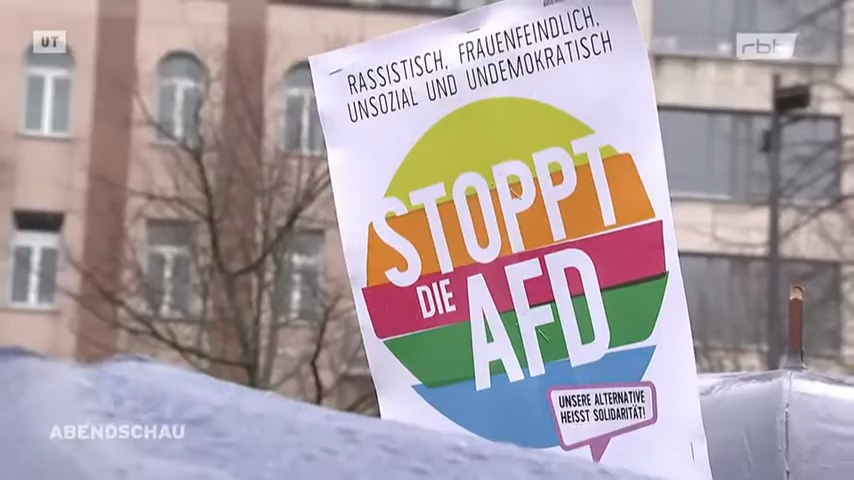 UT
rbb
RASSISTISCH, FRAUENFEINDLICH,
UNSOZIAL UND UNDEMOKRATISCH
STOPPT
DIE AFD
UNSERE ALTERNATIVE
HEISST SOLIDARITÄT!
ABENDSCHAU